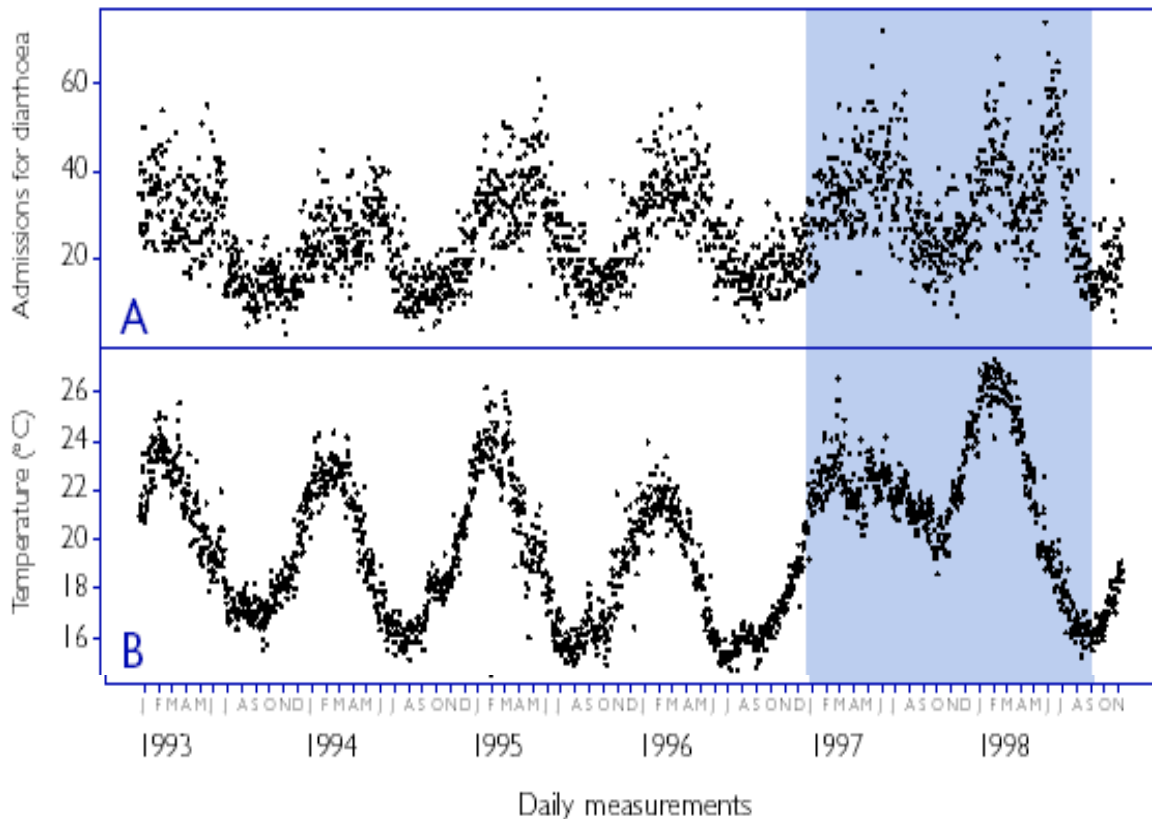 Admissions for diarrhoea
60
40
20
A
Temperature (°C)
26
24
22
20
18
16
B
J F M A M J J A S O N D J F M A M J J A S O N D J F M A M J J A S O N D J F M A M J J A S O N D J F M A M J J A S O N D J F M A M J J A S O N
1993 1994 1995 1996 1997 1998
Daily measurements